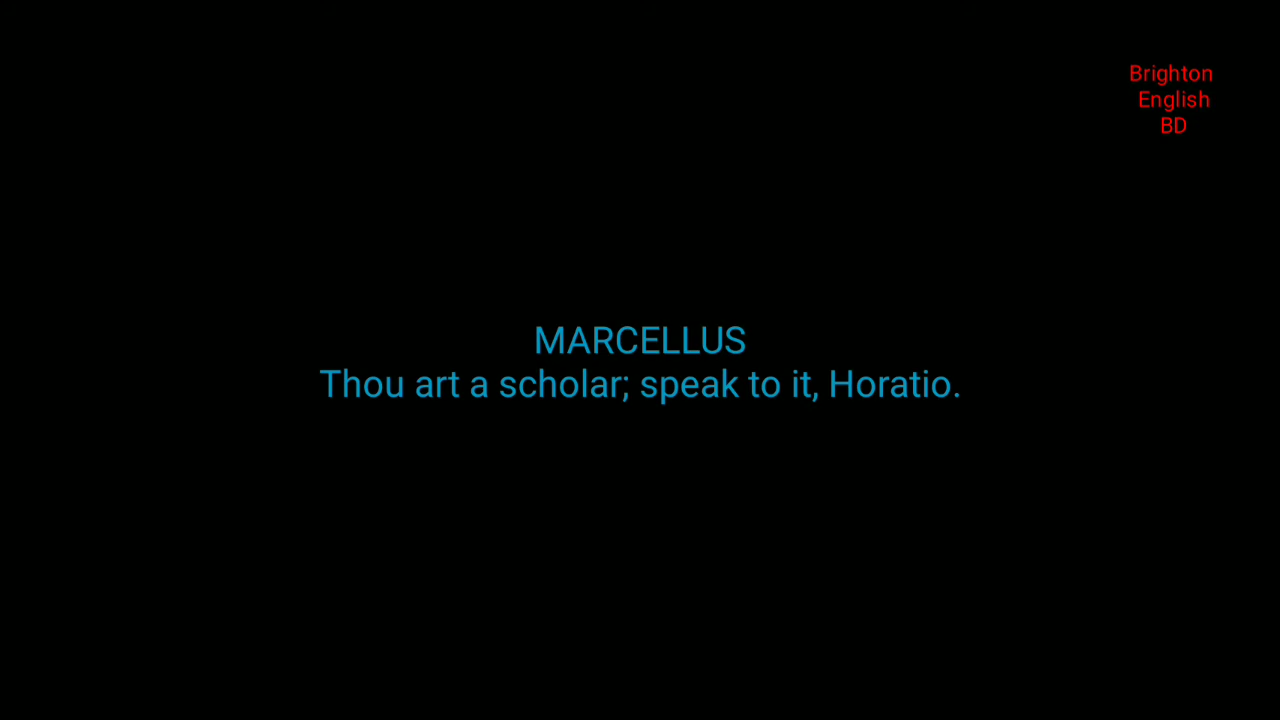 Brighton
English
BD
MARCELLUS
Thou art a scholar; speak to it, Horatio.